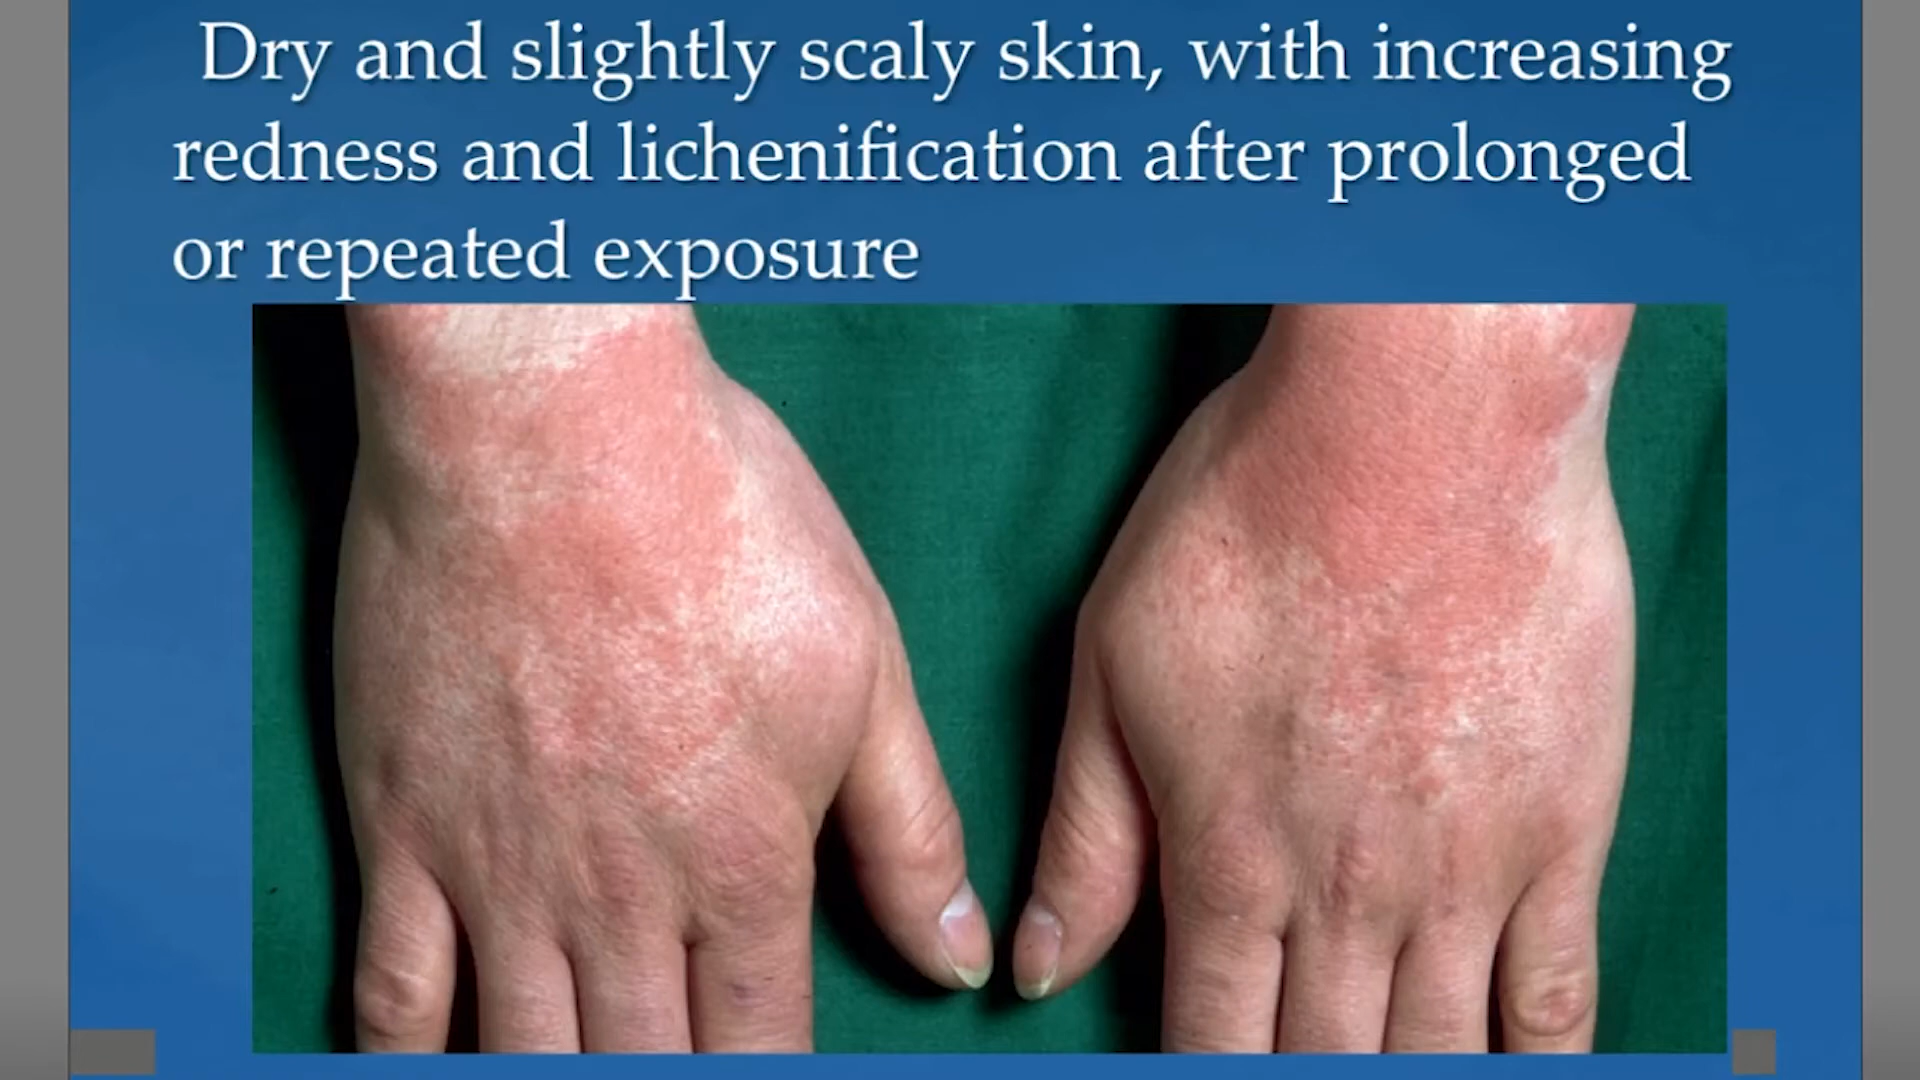 Dry and slightly scaly skin, with increasing
redness and lichenification after prolonged
or repeated exposure